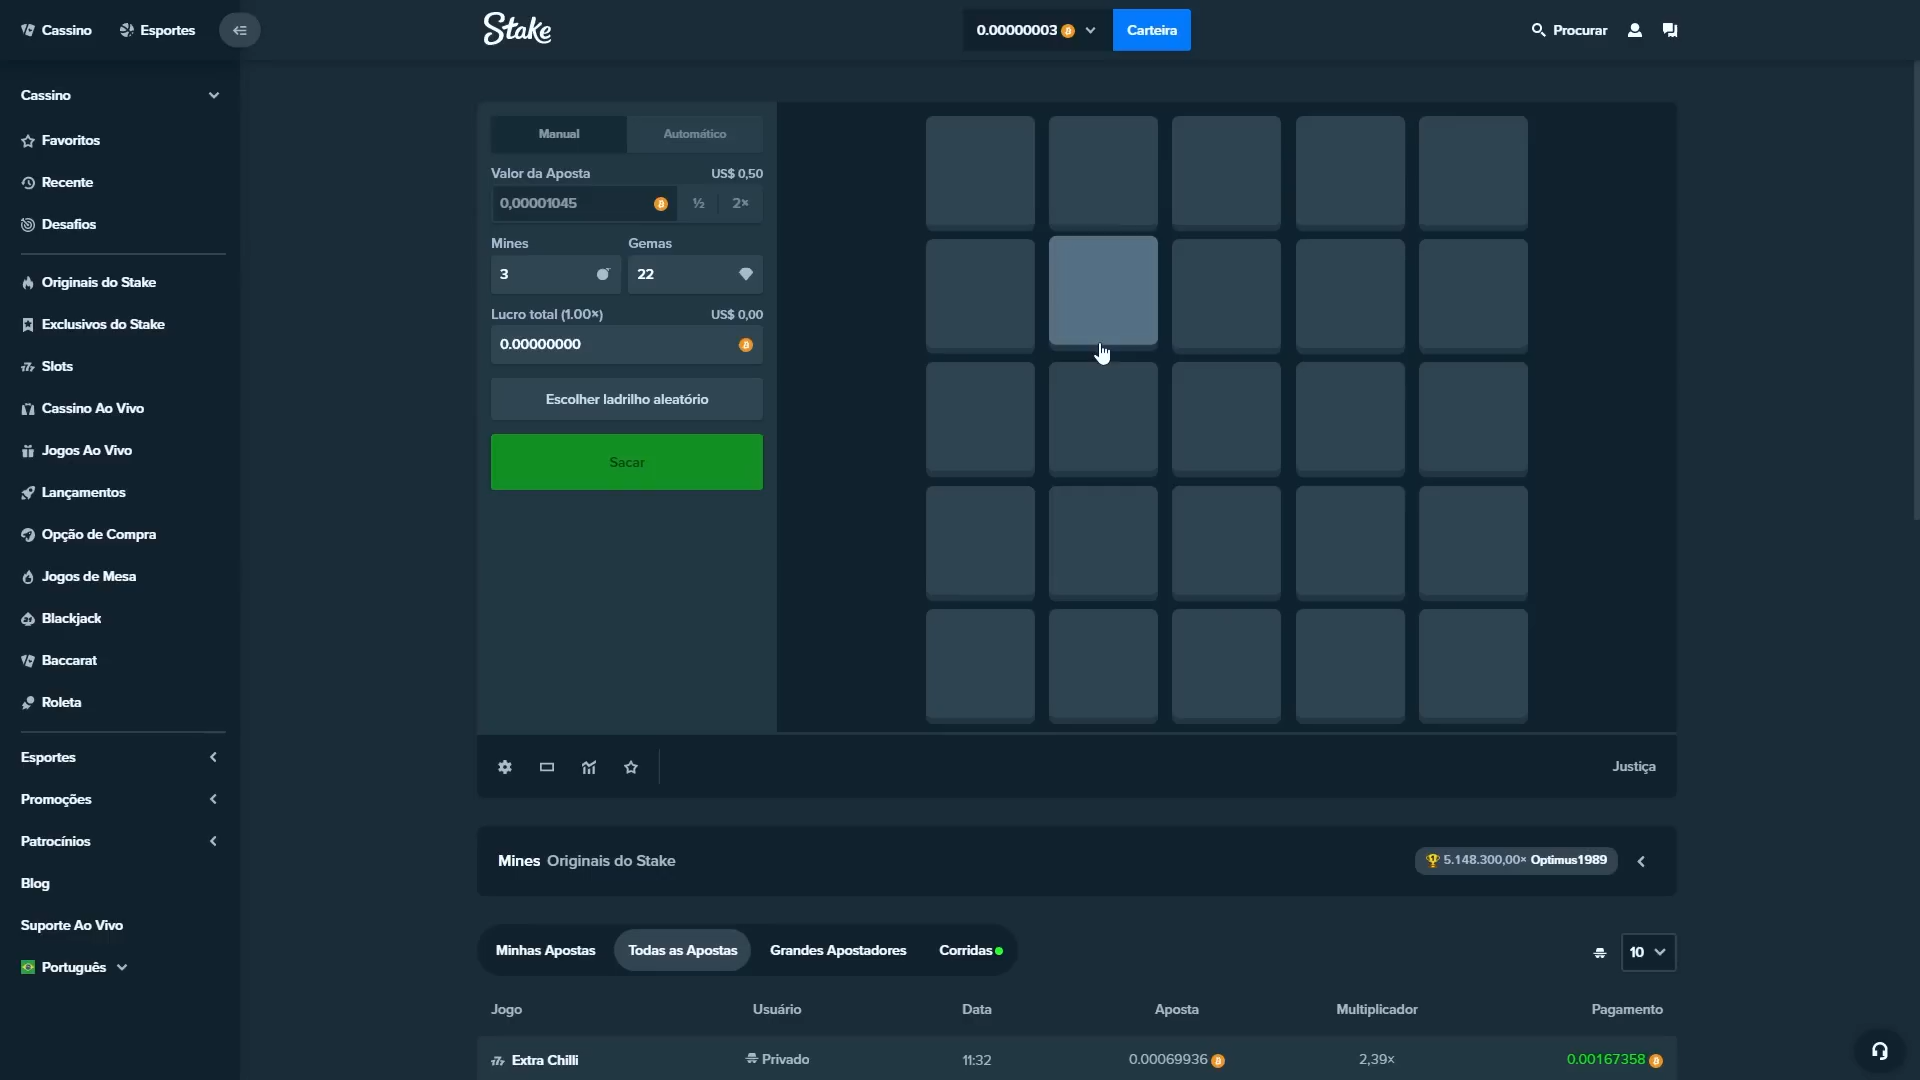 Cassino
Esportes
Stake
0.00000003
Carteira
Procurar
Cassino
Favoritos
Recente
Desafios
Originais do Stake
Exclusivos do Stake
Slots
Cassino Ao Vivo
Jogos Ao Vivo
Lançamentos
Opção de Compra
Jogos de Mesa
Blackjack
Baccarat
Roleta
Esportes
Promoções
Patrocínios
Blog
Suporte Ao Vivo
Português
Manual
Automático
Valor da Aposta
US$ 0,50
0,00001045
½
2×
Mines
Gemas
3
22
Lucro total (1.00×)
US$ 0,00
0.00000000
Escolher ladrilho aleatório
Sacar
Justiça
Mines Originais do Stake
5.148.300,00× Optimus1989
Minhas Apostas
Todas as Apostas
Grandes Apostadores
Corridas
10
Jogo
Usuário
Data
Aposta
Multiplicador
Pagamento
Extra Chilli
Privado
11:32
0.00069936
2,39×
0.00167358